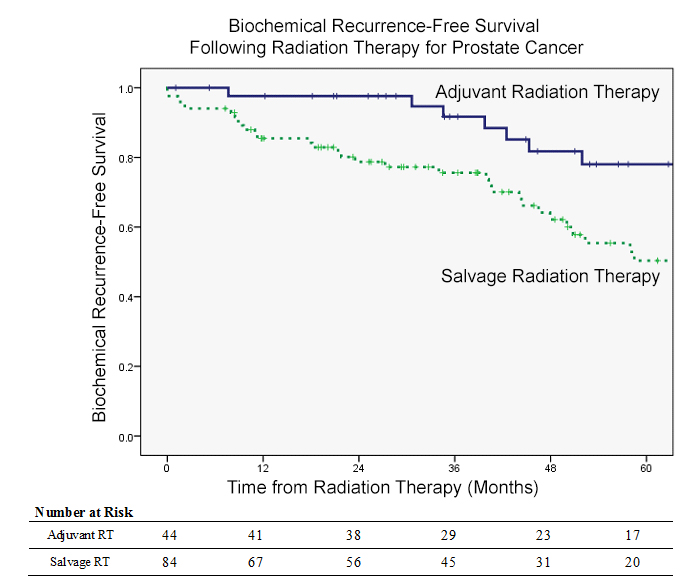 Biochemical Recurrence-Free Survival
Following Radiation Therapy for Prostate Cancer
Biochemical Recurrence-Free Survival
1.0
0.8
0.6
0.4
0.2
0.0
Adjuvant Radiation Therapy
Salvage Radiation Therapy
0 12 24 36 48 60
Time from Radiation Therapy (Months)
Number at Risk
Adjuvant RT 44 41 38 29 23 17
Salvage RT 84 67 56 45 31 20